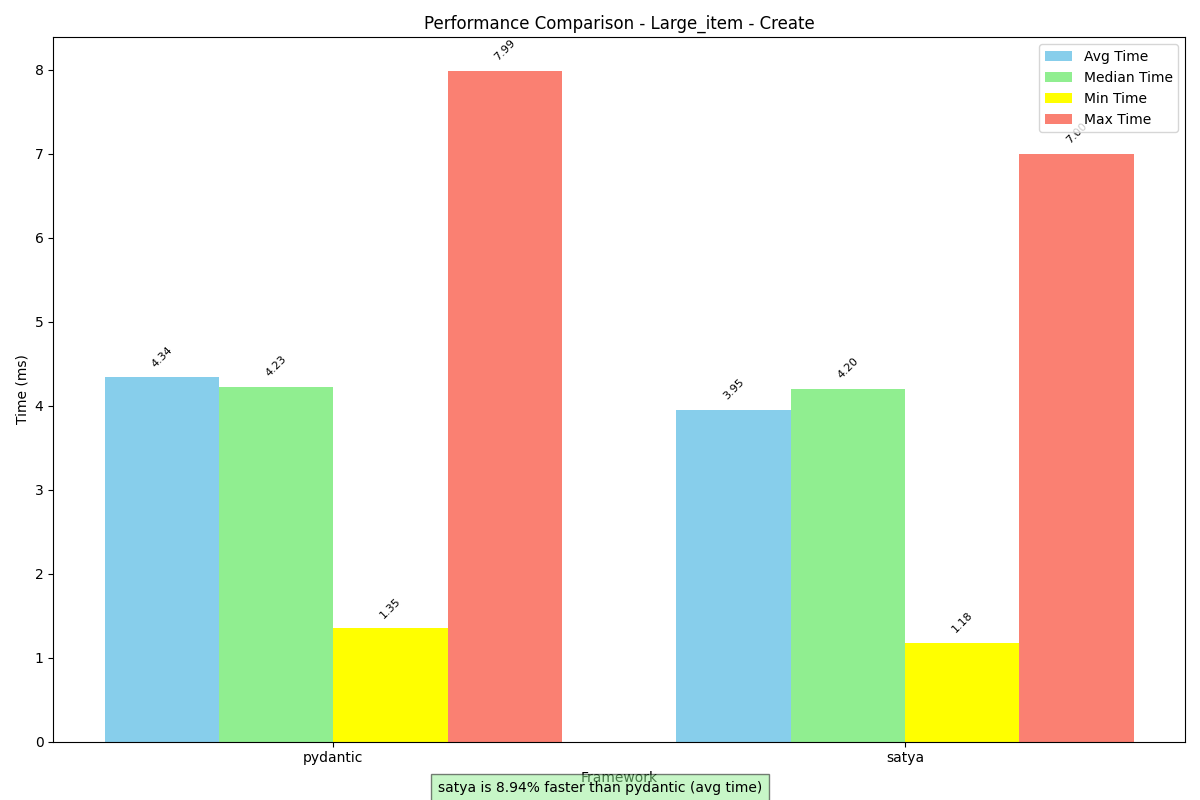 Performance Comparison - Large_item - Create
7.99
Avg Time
Median Time
Min Time
Max Time
7.00
8
7
6
5
4
3
2
1
0
Time (ms)
4.34
4.23
1.35
3.95
4.20
1.18
pydantic
satya
Framework
satya is 8.94% faster than pydantic (avg time)